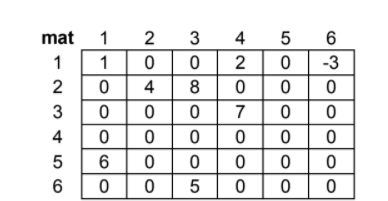 mat 1 2 3 4 5 6
1 1 0 0 2 0 -3
2 0 4 8 0 0 0
3 0 0 0 7 0 0
4 0 0 0 0 0 0
5 6 0 0 0 0 0
6 0 0 5 0 0 0